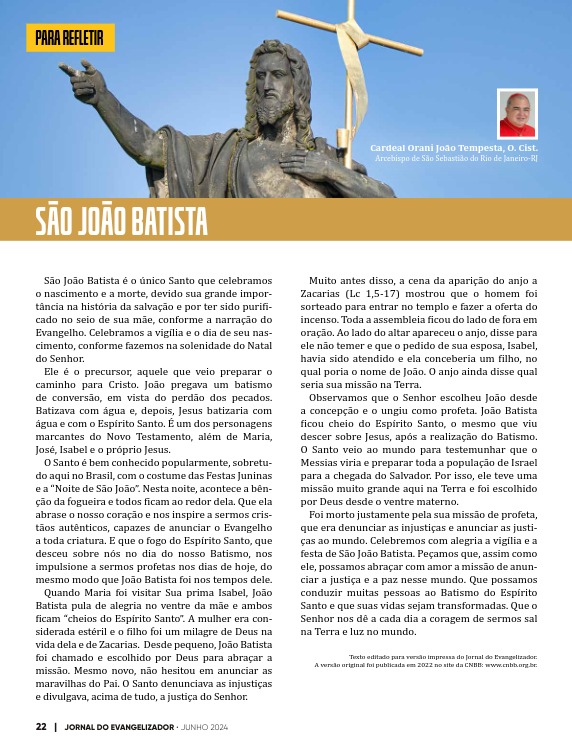 PARA REFLETIR
Cardeal Orani João Tempesta, O. Cist.
Arcebispo de São Sebastião do Rio de Janeiro-RJ
SÃO JOÃO BATISTA
São João Batista é o único Santo que celebramos
o nascimento e a morte, devido sua grande impor-
tância na história da salvação e por ter sido purifi-
cado no seio de sua mãe, conforme a narração do
Evangelho. Celebramos a vigília e o dia de seu nas-
cimento, conforme fazemos na solenidade do Natal
do Senhor.
Ele é o precursor, aquele que veio preparar o
caminho para Cristo. João pregava um batismo
de conversão, em vista do perdão dos pecados.
Batizava com água e, depois, Jesus batizaria com
água e com o Espírito Santo. É um dos personagens
marcantes do Novo Testamento, além de Maria,
José, Isabel e o próprio Jesus.
O Santo é bem conhecido popularmente, sobretu-
do aqui no Brasil, com o costume das Festas Juninas
e a “Noite de São João”. Nesta noite, acontece a bên-
ção da fogueira e todos ficam ao redor dela. Que ela
abrase o nosso coração e nos inspire a sermos cris-
tãos autênticos, capazes de anunciar o Evangelho
a toda criatura. E que o fogo do Espírito Santo, que
desceu sobre nós no dia do nosso Batismo, nos
impulsione a sermos profetas nos dias de hoje, do
mesmo modo que João Batista foi nos tempos dele.
Quando Maria foi visitar Sua prima Isabel, João
Batista pula de alegria no ventre da mãe e ambos
ficam “cheios do Espírito Santo”. A mulher era con-
siderada estéril e o filho foi um milagre de Deus na
vida dela e de Zacarias. Desde pequeno, João Batista
foi chamado e escolhido por Deus para abraçar a
missão. Mesmo novo, não hesitou em anunciar as
maravilhas do Pai. O Santo denunciava as injustiças
e divulgava, acima de tudo, a justiça do Senhor.
Muito antes disso, a cena da aparição do anjo a
Zacarias (Lc 1,5-17) mostrou que o homem foi
sorteado para entrar no templo e fazer a oferta do
incenso. Toda a assembleia ficou do lado de fora em
oração. Ao lado do altar apareceu o anjo, disse para
ele não temer e que o pedido de sua esposa, Isabel,
havia sido atendido e ela conceberia um filho, no
qual poria o nome de João. O anjo ainda disse qual
seria sua missão na Terra.
Observamos que o Senhor escolheu João desde
a concepção e o ungiu como profeta. João Batista
ficou cheio do Espírito Santo, o mesmo que viu
descer sobre Jesus, após a realização do Batismo.
O Santo veio ao mundo para testemunhar que o
Messias viria e preparar toda a população de Israel
para a chegada do Salvador. Por isso, ele teve uma
missão muito grande aqui na Terra e foi escolhido
por Deus desde o ventre materno.
Foi morto justamente pela sua missão de profeta,
que era denunciar as injustiças e anunciar as justi-
ças ao mundo. Celebremos com alegria a vigília e a
festa de São João Batista. Peçamos que, assim como
ele, possamos abraçar com amor a missão de anun-
ciar a justiça e a paz nesse mundo. Que possamos
conduzir muitas pessoas ao Batismo do Espírito
Santo e que suas vidas sejam transformadas. Que o
Senhor nos dê a cada dia a coragem de sermos sal
na Terra e luz no mundo.
Texto editado para versão impressa do Jornal do Evangelizador.
A versão original foi publicada em 2022 no site da CNBB: www.cnbb.org.br.
22 | JORNAL DO EVANGELIZADOR · JUNHO 2024